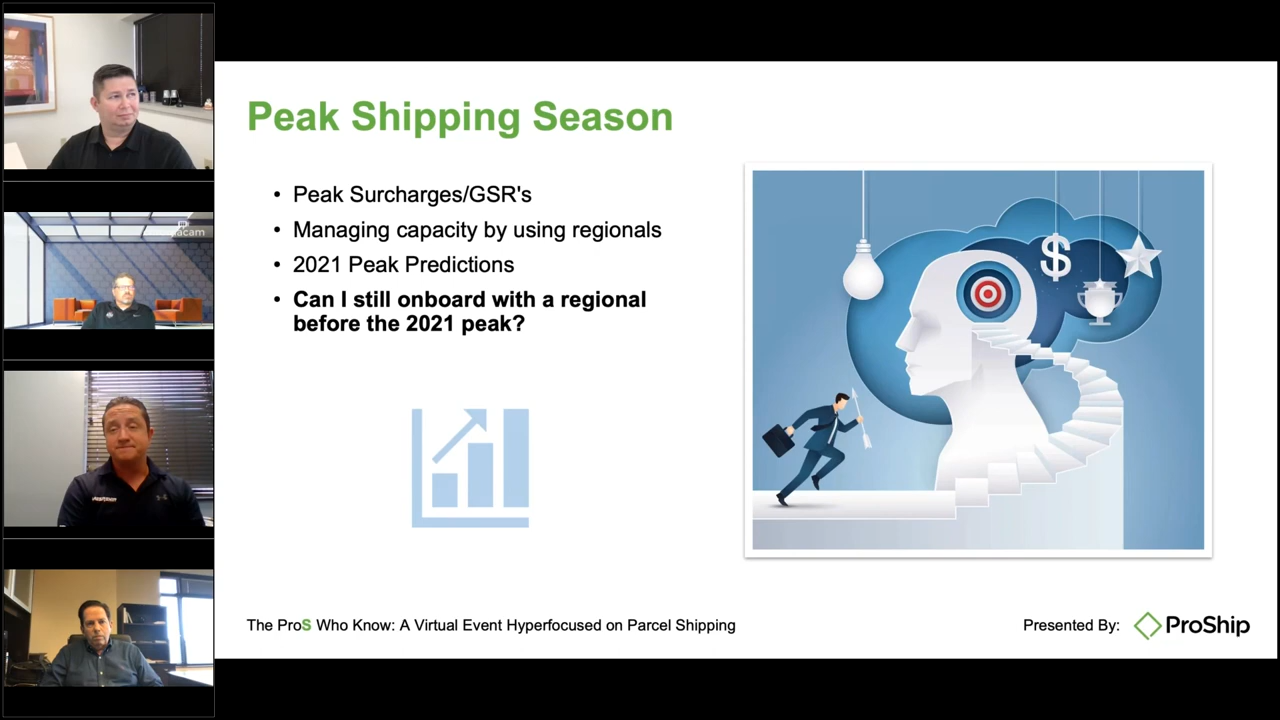 Peak Shipping Season
• Peak Surcharges/GSR's
• Managing capacity by using regionals
• 2021 Peak Predictions
• Can I still onboard with a regional
before the 2021 peak?
$
The ProS Who Know: A Virtual Event Hyperfocused on Parcel Shipping
Presented By: ProShip